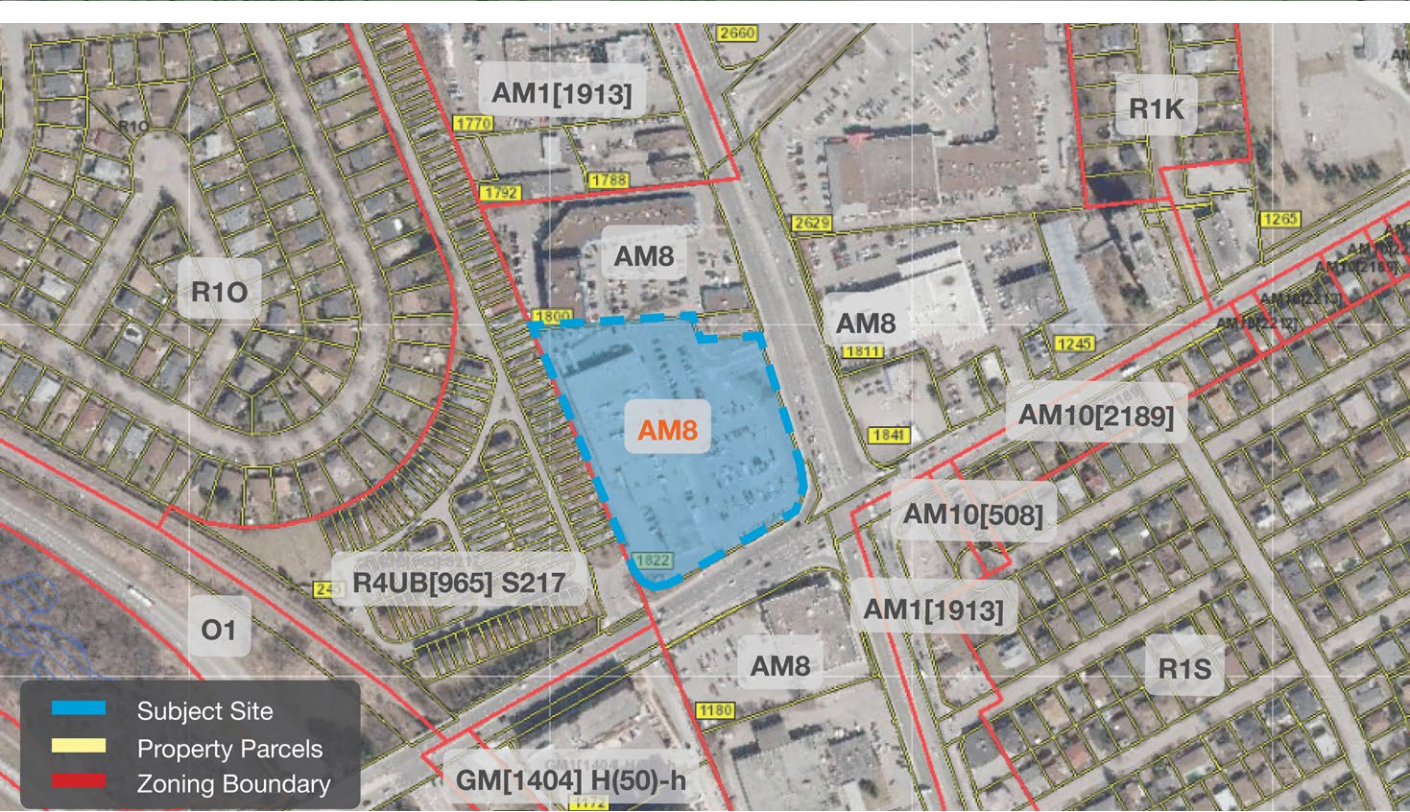 2660
AM1[1913]
R1K
1770
R1O
1792
1788
2629
1265
AM8
R1O
1800
AM8
1811
1245
AM8
AM10[2189]
1841
AM10[508]
1822
R4UB[965] S217
AM1[1913]
O1
AM8
R1S
1180
GM[1404] H(50)-h
1172
Subject Site
Property Parcels
Zoning Boundary